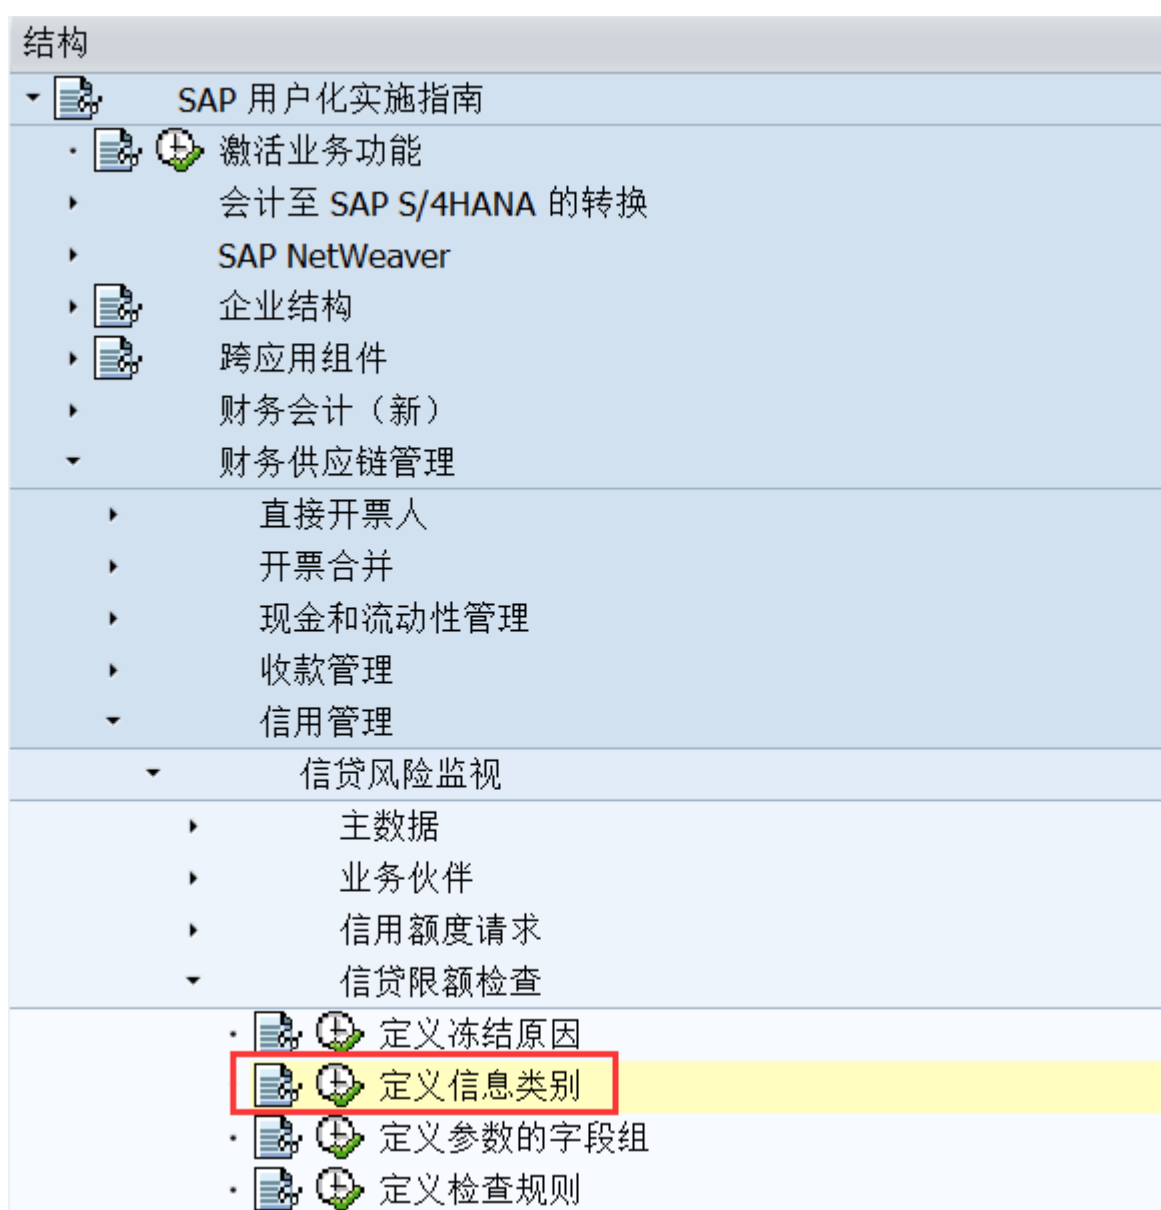 结构
SAP 用户化实施指南
激活业务功能
会计至 SAP S/4HANA 的转换
SAP NetWeaver
企业结构
跨应用组件
财务会计（新）
财务供应链管理
直接开票人
开票合并
现金和流动性管理
收款管理
信用管理
信贷风险监视
主数据
业务伙伴
信用额度请求
信贷限额检查
定义冻结原因
定义信息类别
定义参数的字段组
定义检查规则